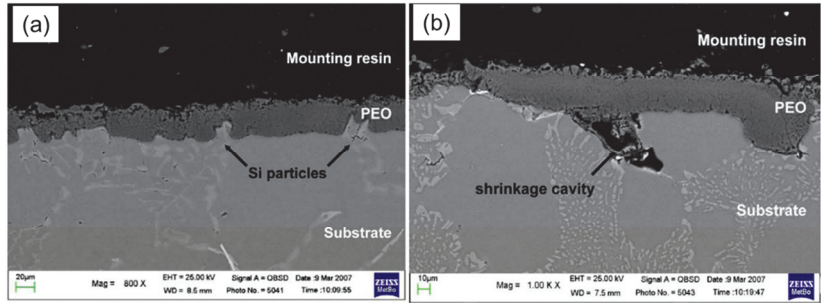 (a)
Mounting resin
PEO
Si particles
Substrate
20µm
Mag = 800 X
EHT = 25.00 kV
WD = 8.5 mm
Signal A = QBSD
Photo No. = 5041
Date :9 Mar 2007
Time :10:09:55
ZEISS
MetBo
(b)
Mounting resin
PEO
shrinkage cavity
Substrate
10µm
Mag = 1.00 K X
EHT = 25.00 kV
WD = 7.5 mm
Signal A = QBSD
Photo No. = 5043
Date :9 Mar 2007
Time :10:19:47
ZEISS
MetBo